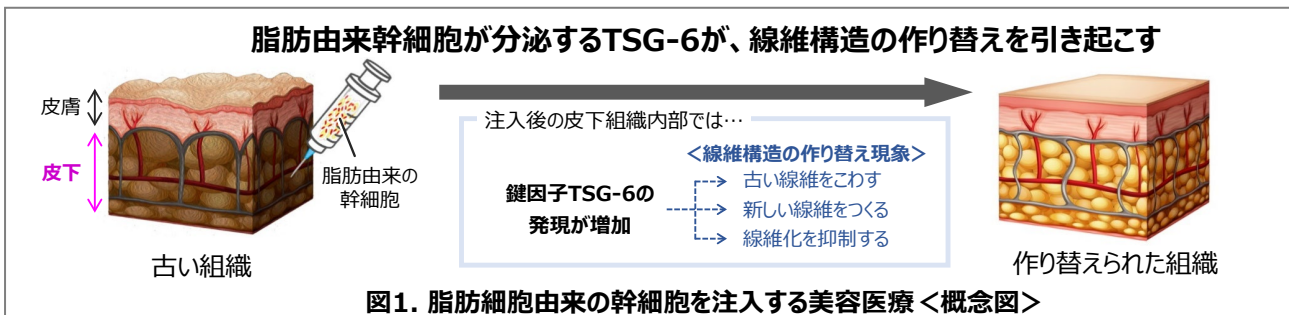 脂肪由来幹細胞が分泌するTSG-6が、線維構造の作り替えを引き起こす
皮膚
皮下
脂肪由来の
幹細胞
古い組織
注入後の皮下組織内部では…
鍵因子TSG-6の
発現が増加
＜線維構造の作り替え現象＞
古い線維をこわす
新しい線維をつくる
線維化を抑制する
作り替えられた組織
図1. 脂肪細胞由来の幹細胞を注入する美容医療＜概念図＞